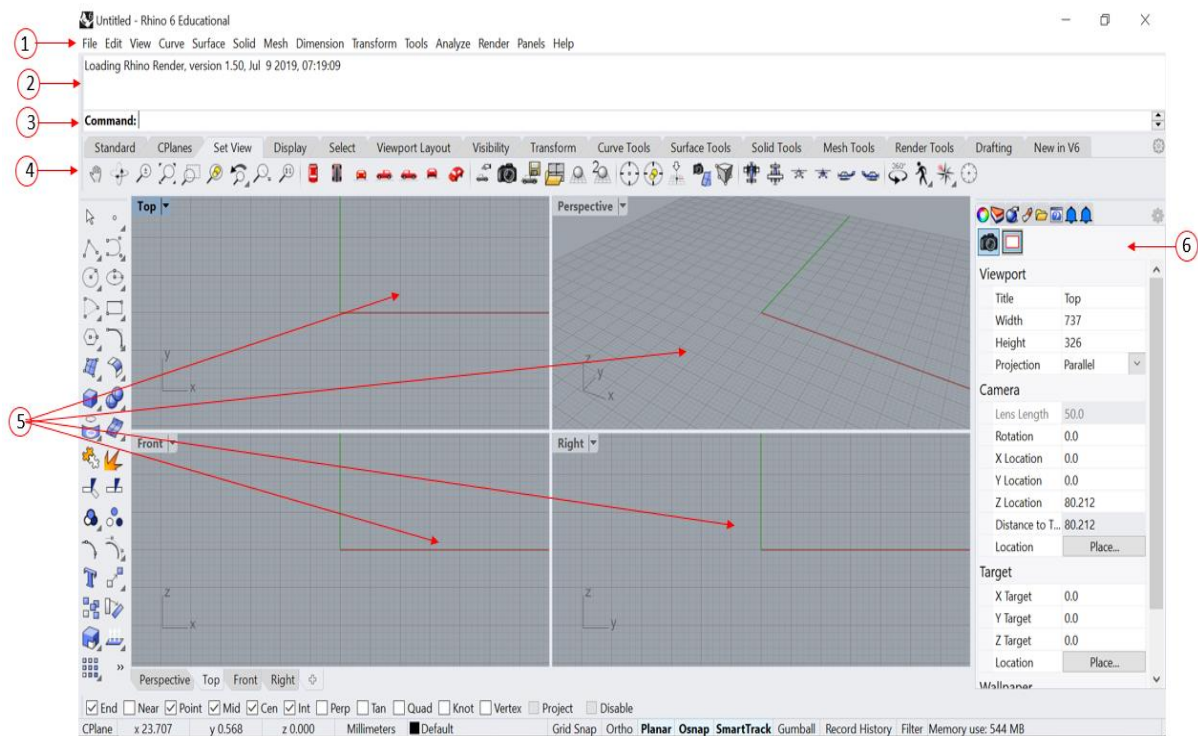 Untitled - Rhino 6 Educational
1
File Edit View Curve Surface Solid Mesh Dimension Transform Tools Analyze Render Panels Help
2
Loading Rhino Render, version 1.50, Jul 9 2019, 07:19:09
3
Command:
Standard CPlanes Set View Display Select Viewport Layout Visibility Transform Curve Tools Surface Tools Solid Tools Mesh Tools Render Tools Drafting New in V6
4
Top
y
x
Perspective
z
y
x
5
Front
z
x
Right
z
y
6
Viewport
Title Top
Width 737
Height 326
Projection Parallel
Camera
Lens Length 50.0
Rotation 0.0
X Location 0.0
Y Location 0.0
Z Location 80.212
Distance to T... 80.212
Location Place...
Target
X Target 0.0
Y Target 0.0
Z Target 0.0
Location Place...
Wallpaper
Perspective Top Front Right
End Near Point Mid Cen Int Perp Tan Quad Knot Vertex Project Disable
CPlane x 23.707 y 0.568 z 0.000 Millimeters Default Grid Snap Ortho Planar Osnap SmartTrack Gumball Record History Filter Memory use: 544 MB